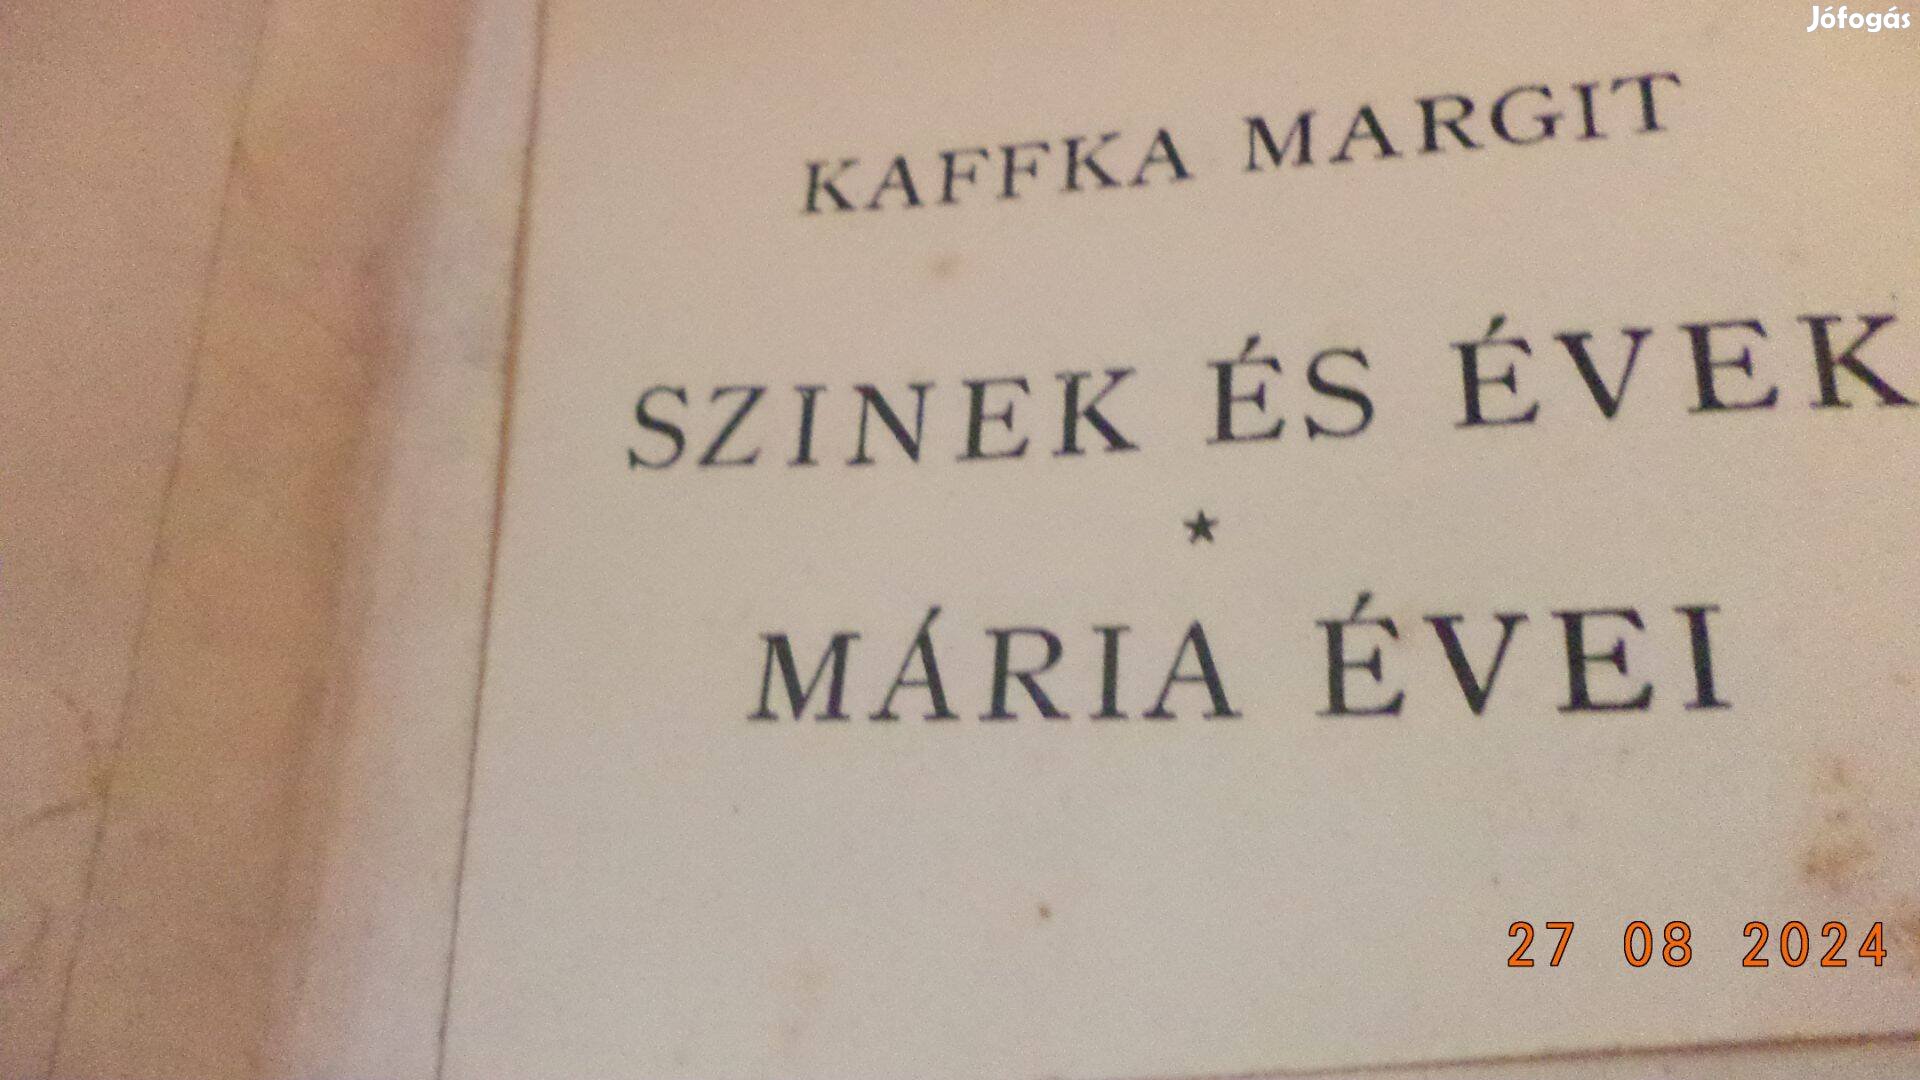 Jófogás
KAFFKA MARGIT
SZINEK ÉS ÉVEK
★
MÁRIA ÉVEI
27 08 2024